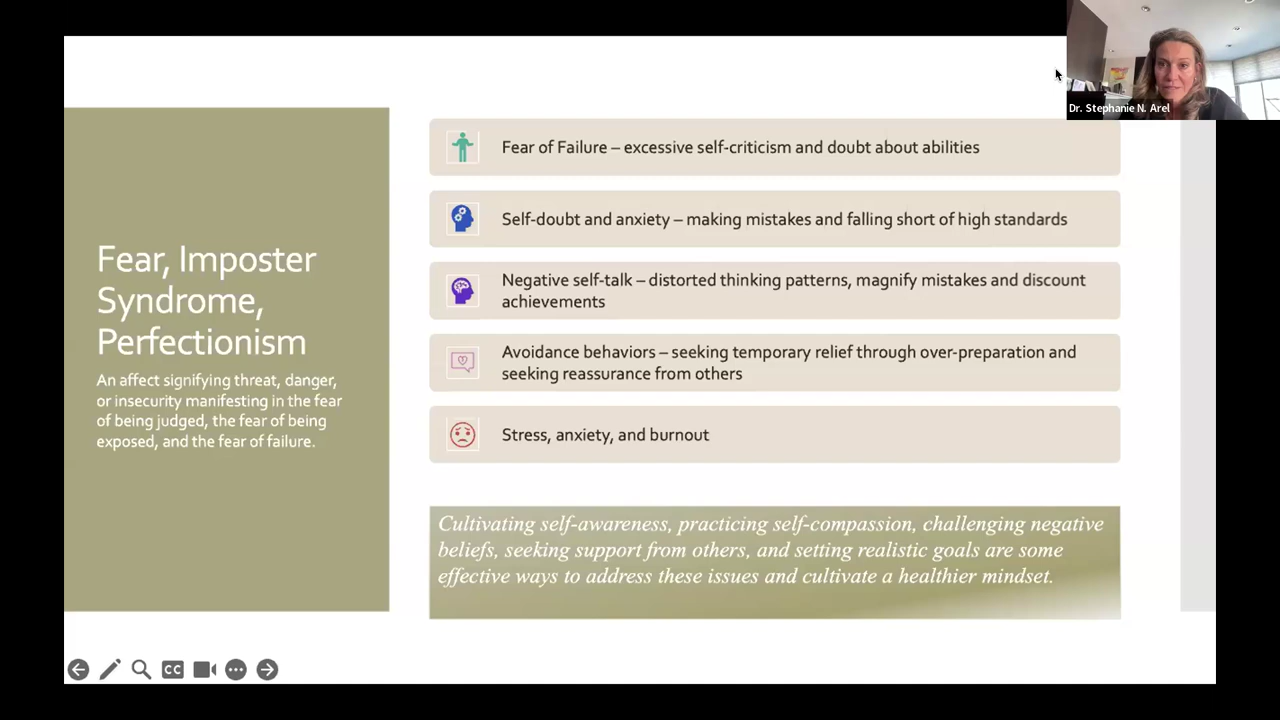 Dr. Stephanie N. Arel
Fear, Imposter
Syndrome,
Perfectionism
An affect signifying threat, danger,
or insecurity manifesting in the fear
of being judged, the fear of being
exposed, and the fear of failure.
Fear of Failure – excessive self-criticism and doubt about abilities
Self-doubt and anxiety – making mistakes and falling short of high standards
Negative self-talk – distorted thinking patterns, magnify mistakes and discount
achievements
Avoidance behaviors – seeking temporary relief through over-preparation and
seeking reassurance from others
Stress, anxiety, and burnout
Cultivating self-awareness, practicing self-compassion, challenging negative
beliefs, seeking support from others, and setting realistic goals are some
effective ways to address these issues and cultivate a healthier mindset.
CC